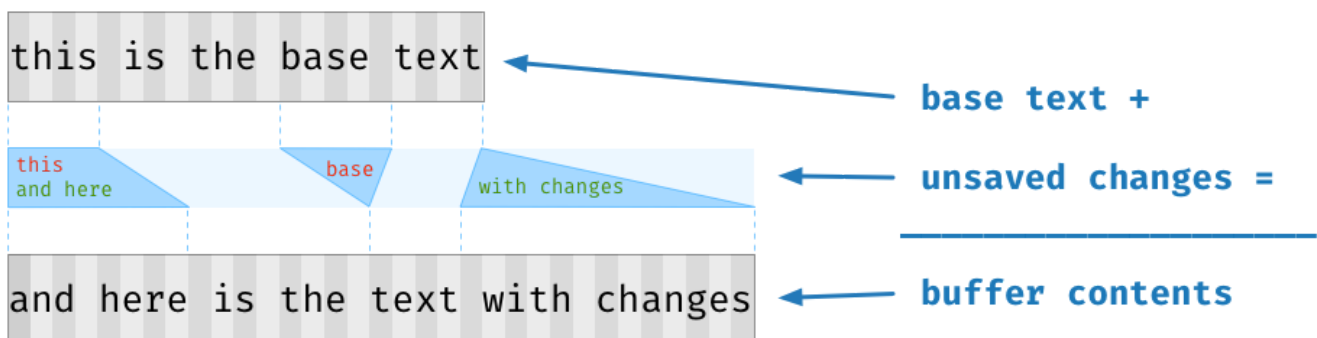 this is the base text
base text +
this
and here
base
with changes
unsaved changes =
and here is the text with changes
buffer contents